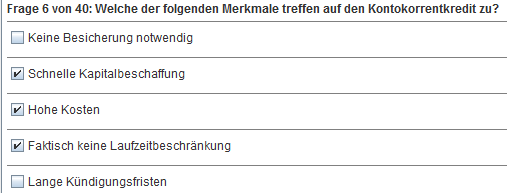 Frage 6 von 40: Welche der folgenden Merkmale treffen auf den Kontokorrentkredit zu?
Keine Besicherung notwendig
Schnelle Kapitalbeschaffung
Hohe Kosten
Faktisch keine Laufzeitbeschränkung
Lange Kündigungsfristen